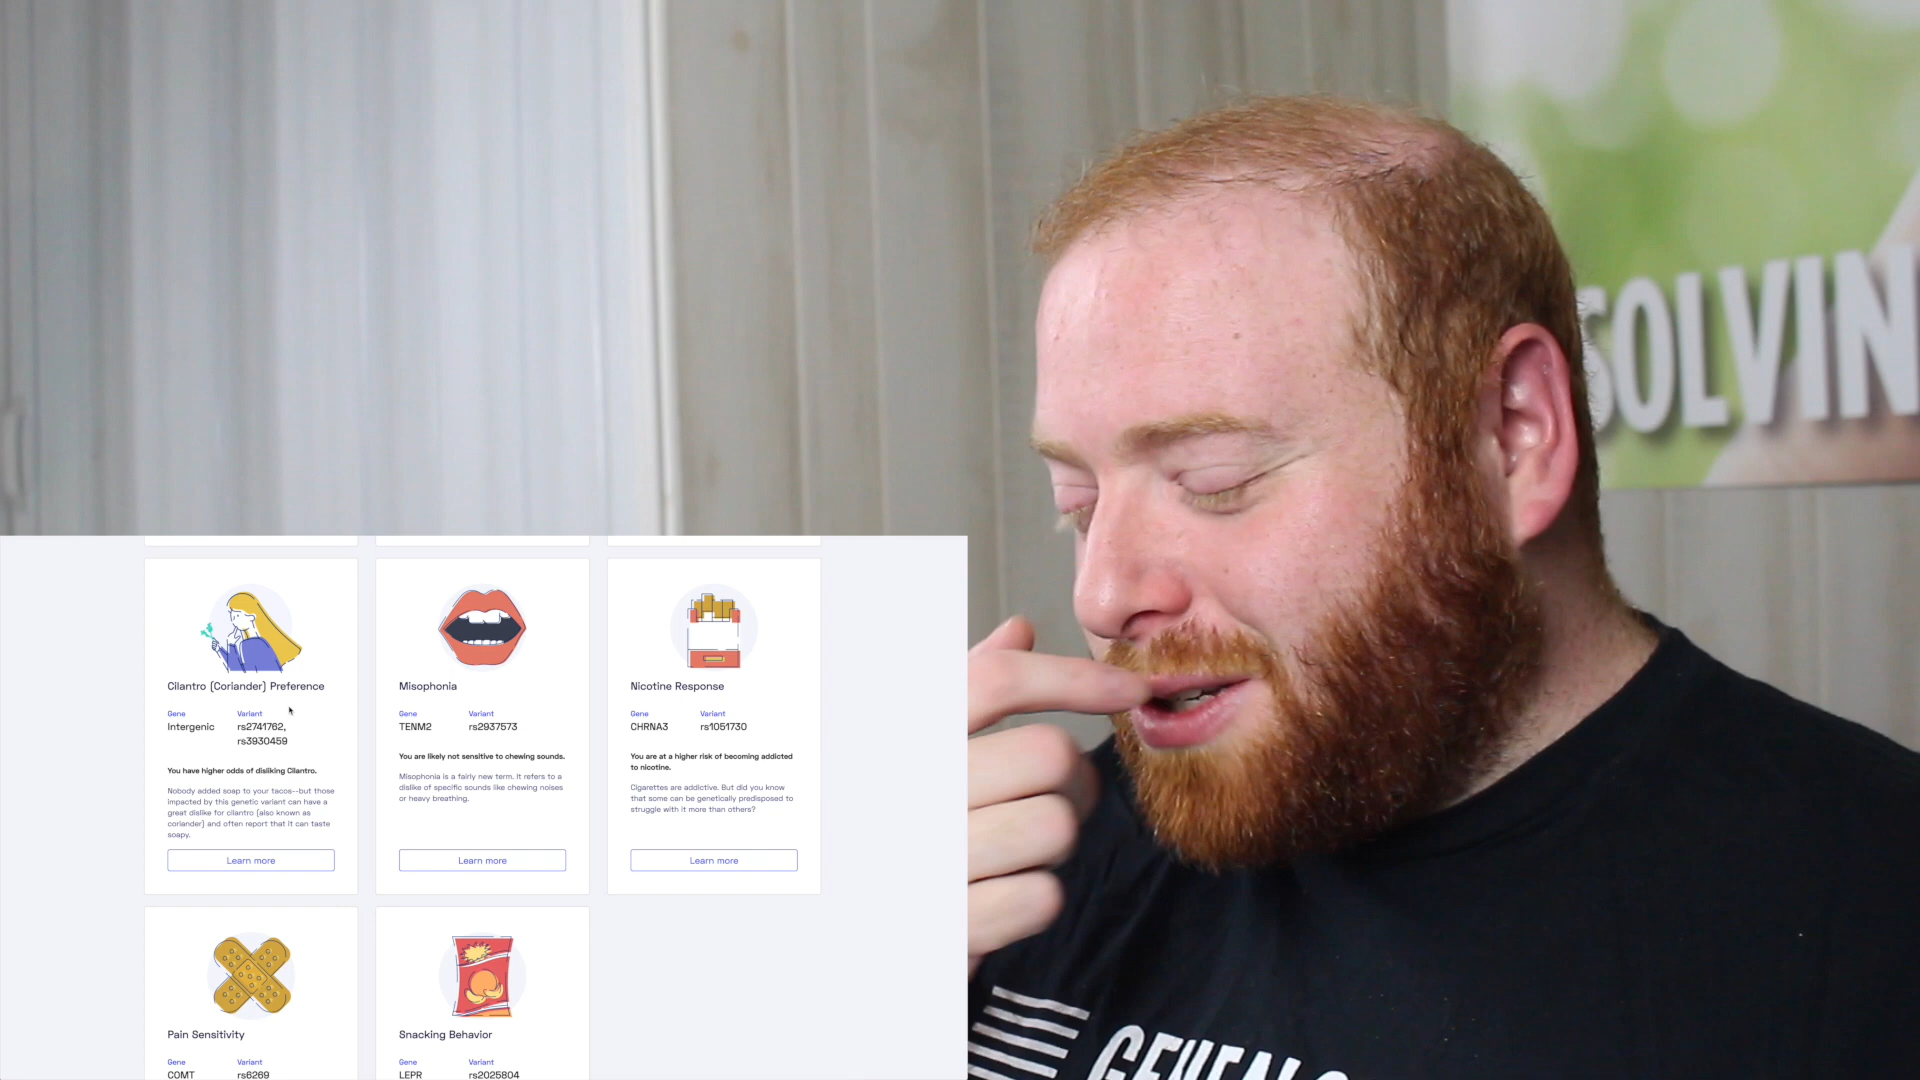 SOLVIN
Cilantro (Coriander) Preference
Gene
Variant
Intergenic
rs2741762,
rs3930459
You have higher odds of disliking Cilantro.
Nobody added soap to your tacos--but those
impacted by this genetic variant can have a
great dislike for cilantro (also known as
coriander) and often report that it can taste
soapy.
Learn more
Misophonia
Gene
Variant
TENM2
rs2937573
You are likely not sensitive to chewing sounds.
Misophonia is a fairly new term. It refers to a
dislike of specific sounds like chewing noises
or heavy breathing.
Learn more
Nicotine Response
Gene
Variant
CHRNA3
rs1051730
You are at a higher risk of becoming addicted
to nicotine.
Cigarettes are addictive. But did you know
that some can be genetically predisposed to
struggle with it more than others?
Learn more
Pain Sensitivity
Gene
Variant
COMT
rs6269
Snacking Behavior
Gene
Variant
LEPR
rs2025804